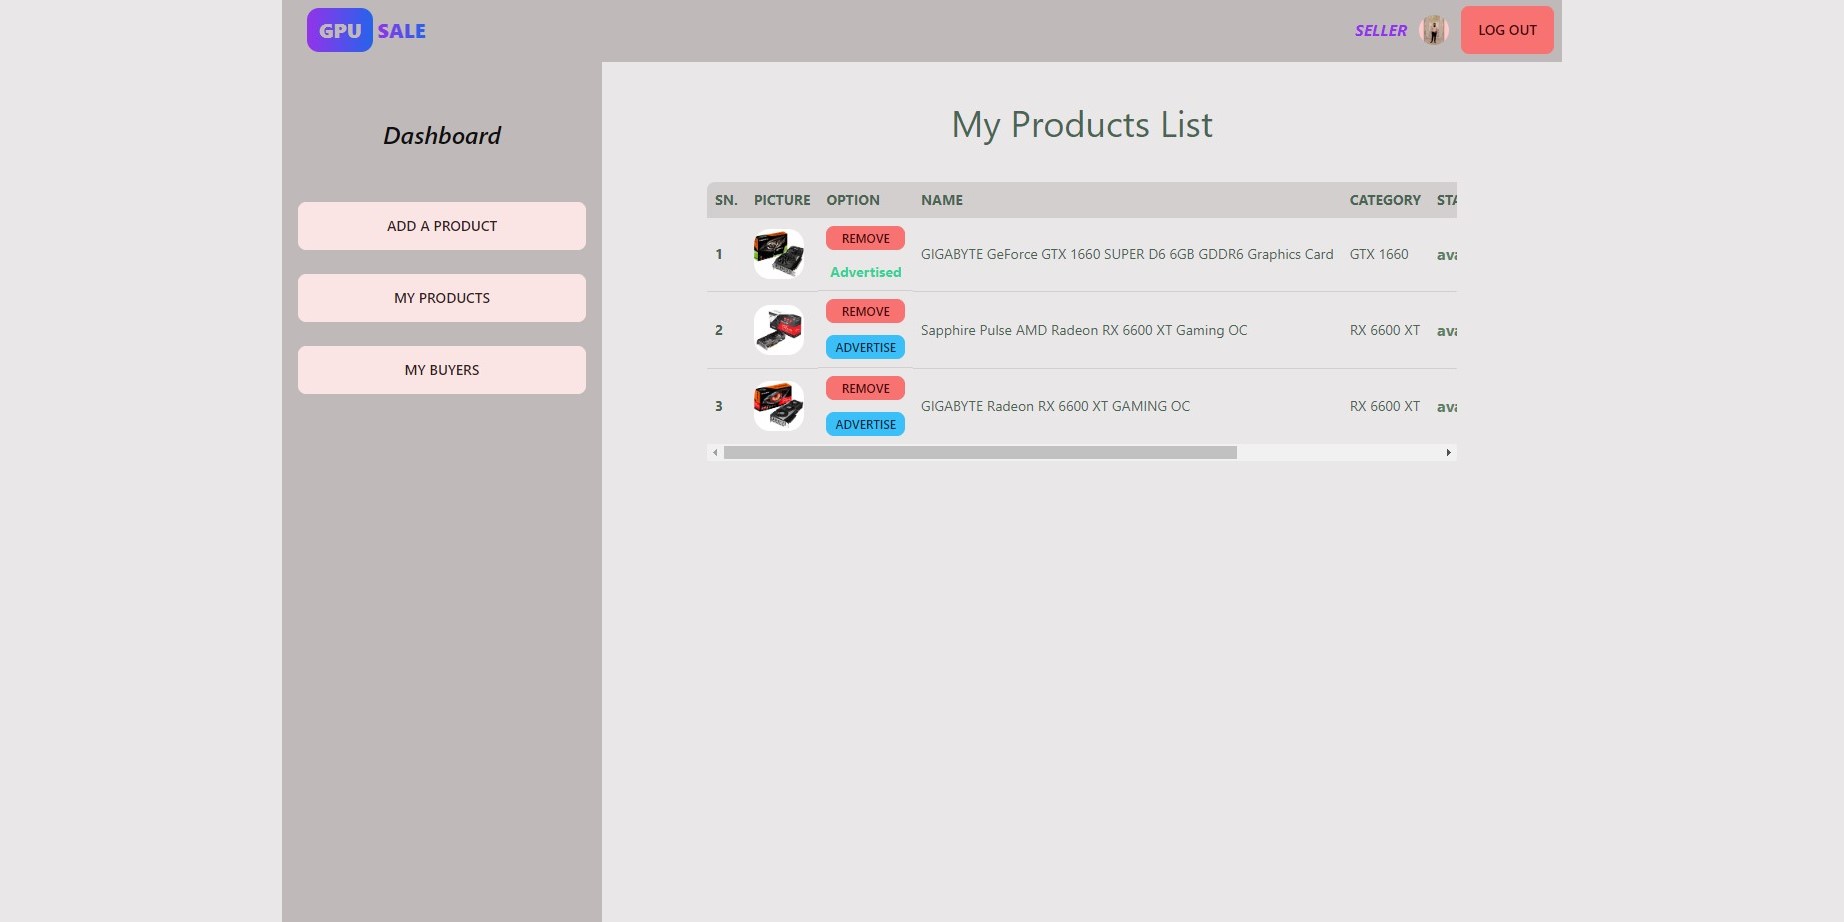 GPU SALE
SELLER
LOG OUT
Dashboard
ADD A PRODUCT
MY PRODUCTS
MY BUYERS
My Products List
SN. PICTURE OPTION NAME CATEGORY STA
1 REMOVE Advertised GIGABYTE GeForce GTX 1660 SUPER D6 6GB GDDR6 Graphics Card GTX 1660 ava
2 REMOVE ADVERTISE Sapphire Pulse AMD Radeon RX 6600 XT Gaming OC RX 6600 XT ava
3 REMOVE ADVERTISE GIGABYTE Radeon RX 6600 XT GAMING OC RX 6600 XT ava